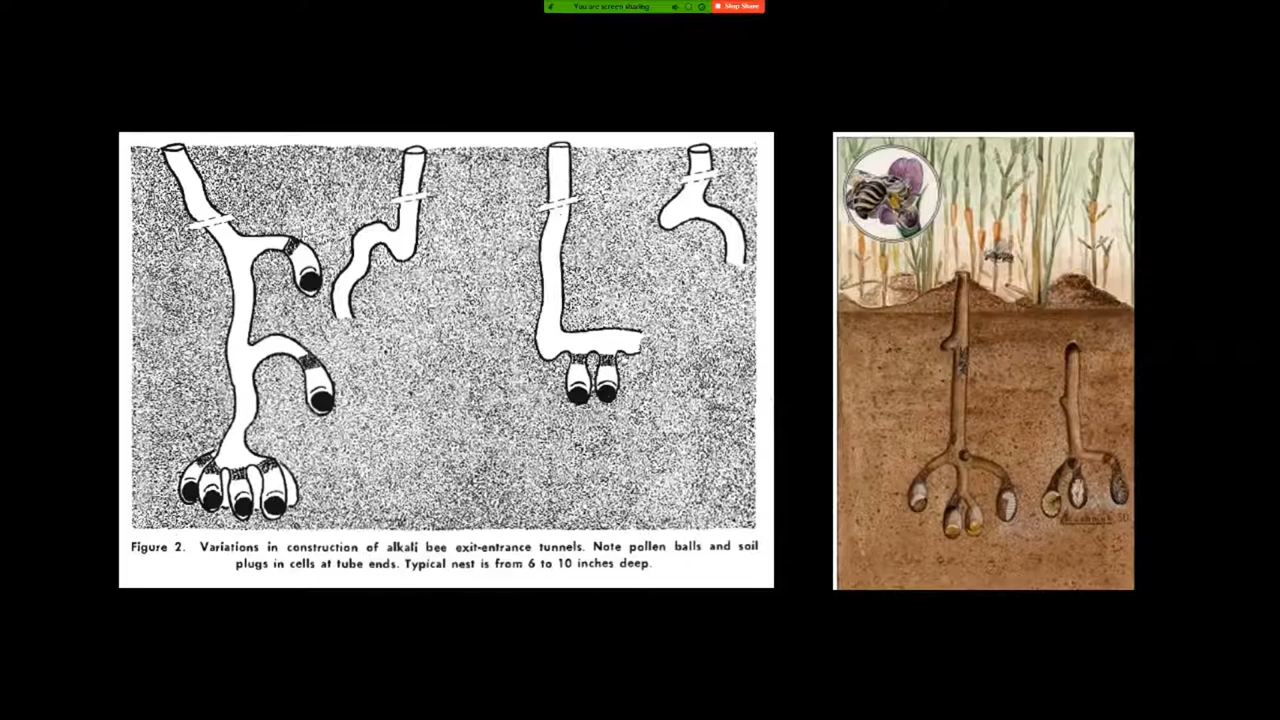 You are screen sharing
Stop Share
Figure 2. Variations in construction of alkali bee exit-entrance tunnels. Note pollen balls and soil
plugs in cells at tube ends. Typical nest is from 6 to 10 inches deep.